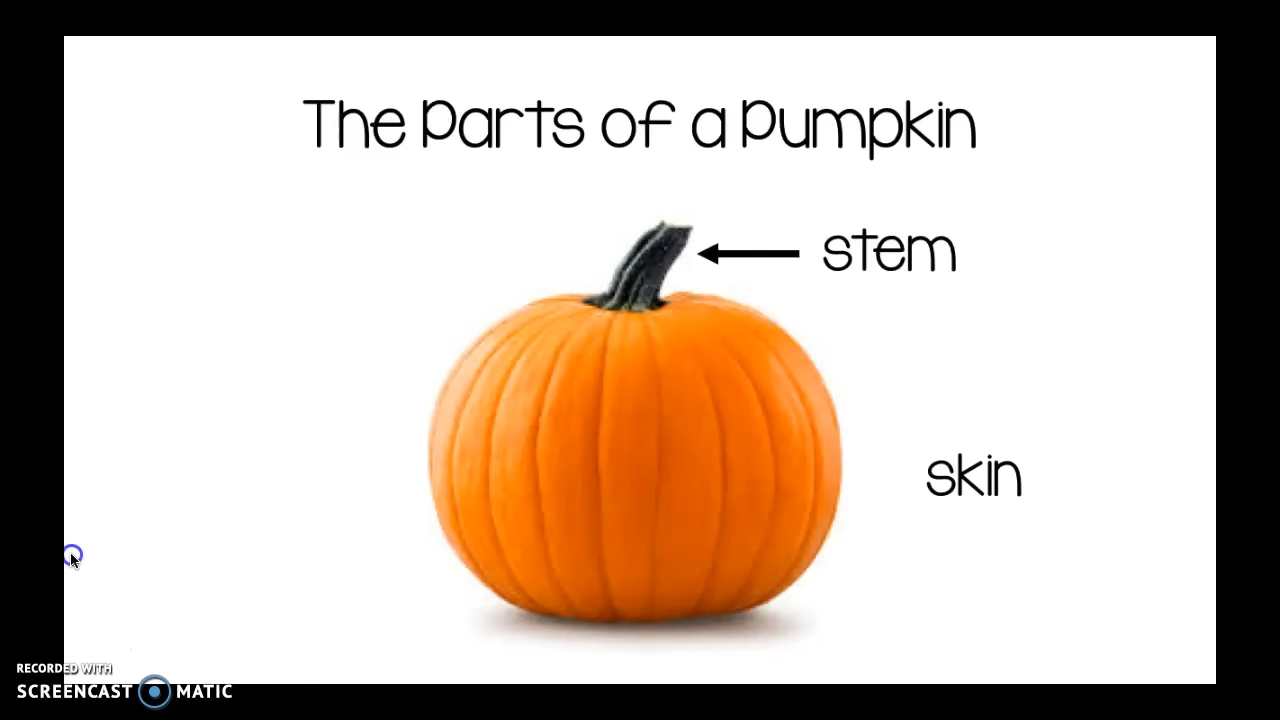 The Parts of a Pumpkin
stem
skin
RECORDED WITH
SCREENCAST MATIC